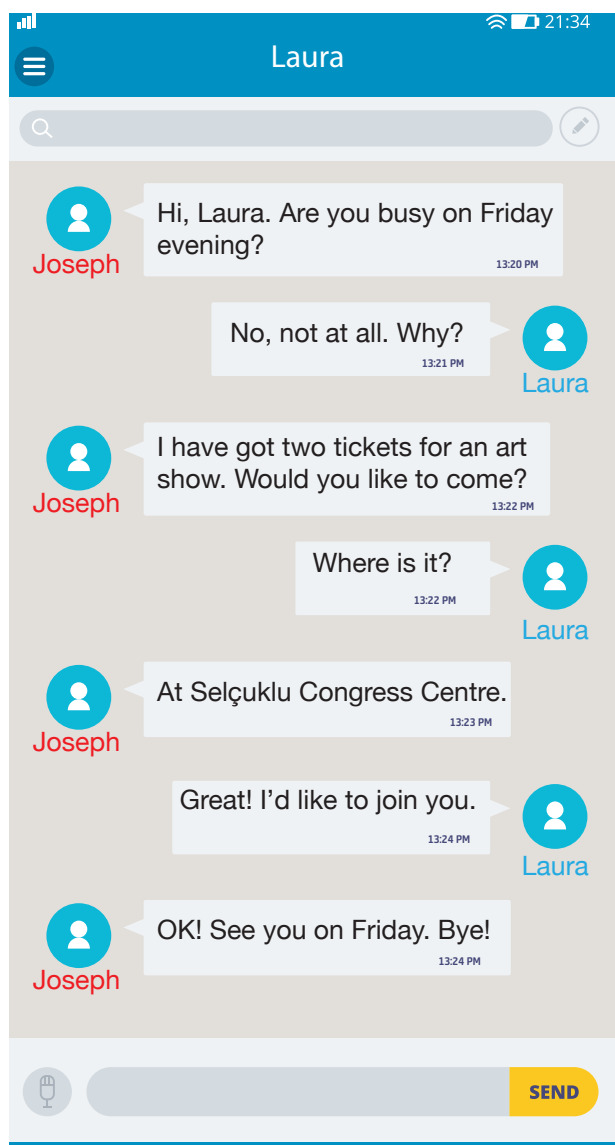 21:34
Laura
Hi, Laura. Are you busy on Friday
evening?
13:20 PM
Joseph
No, not at all. Why?
13:21 PM
Laura
I have got two tickets for an art
show. Would you like to come?
13:22 PM
Joseph
Where is it?
13:22 PM
Laura
At Selçuklu Congress Centre.
13:23 PM
Joseph
Great! I’d like to join you.
13:24 PM
Laura
OK! See you on Friday. Bye!
13:24 PM
Joseph
SEND